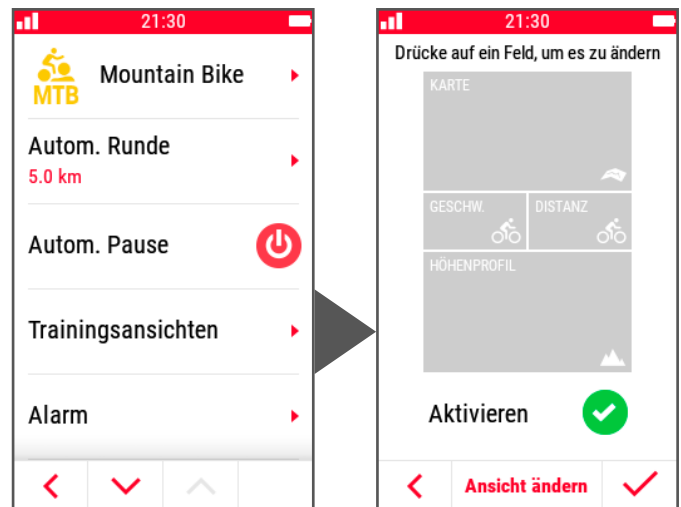 21:30
MTB
Mountain Bike
Autom. Runde
5.0 km
Autom. Pause
Trainingsansichten
Alarm
21:30
Drücke auf ein Feld, um es zu ändern
KARTE
GESCHW.
DISTANZ
HÖHENPROFIL
Aktivieren
Ansicht ändern